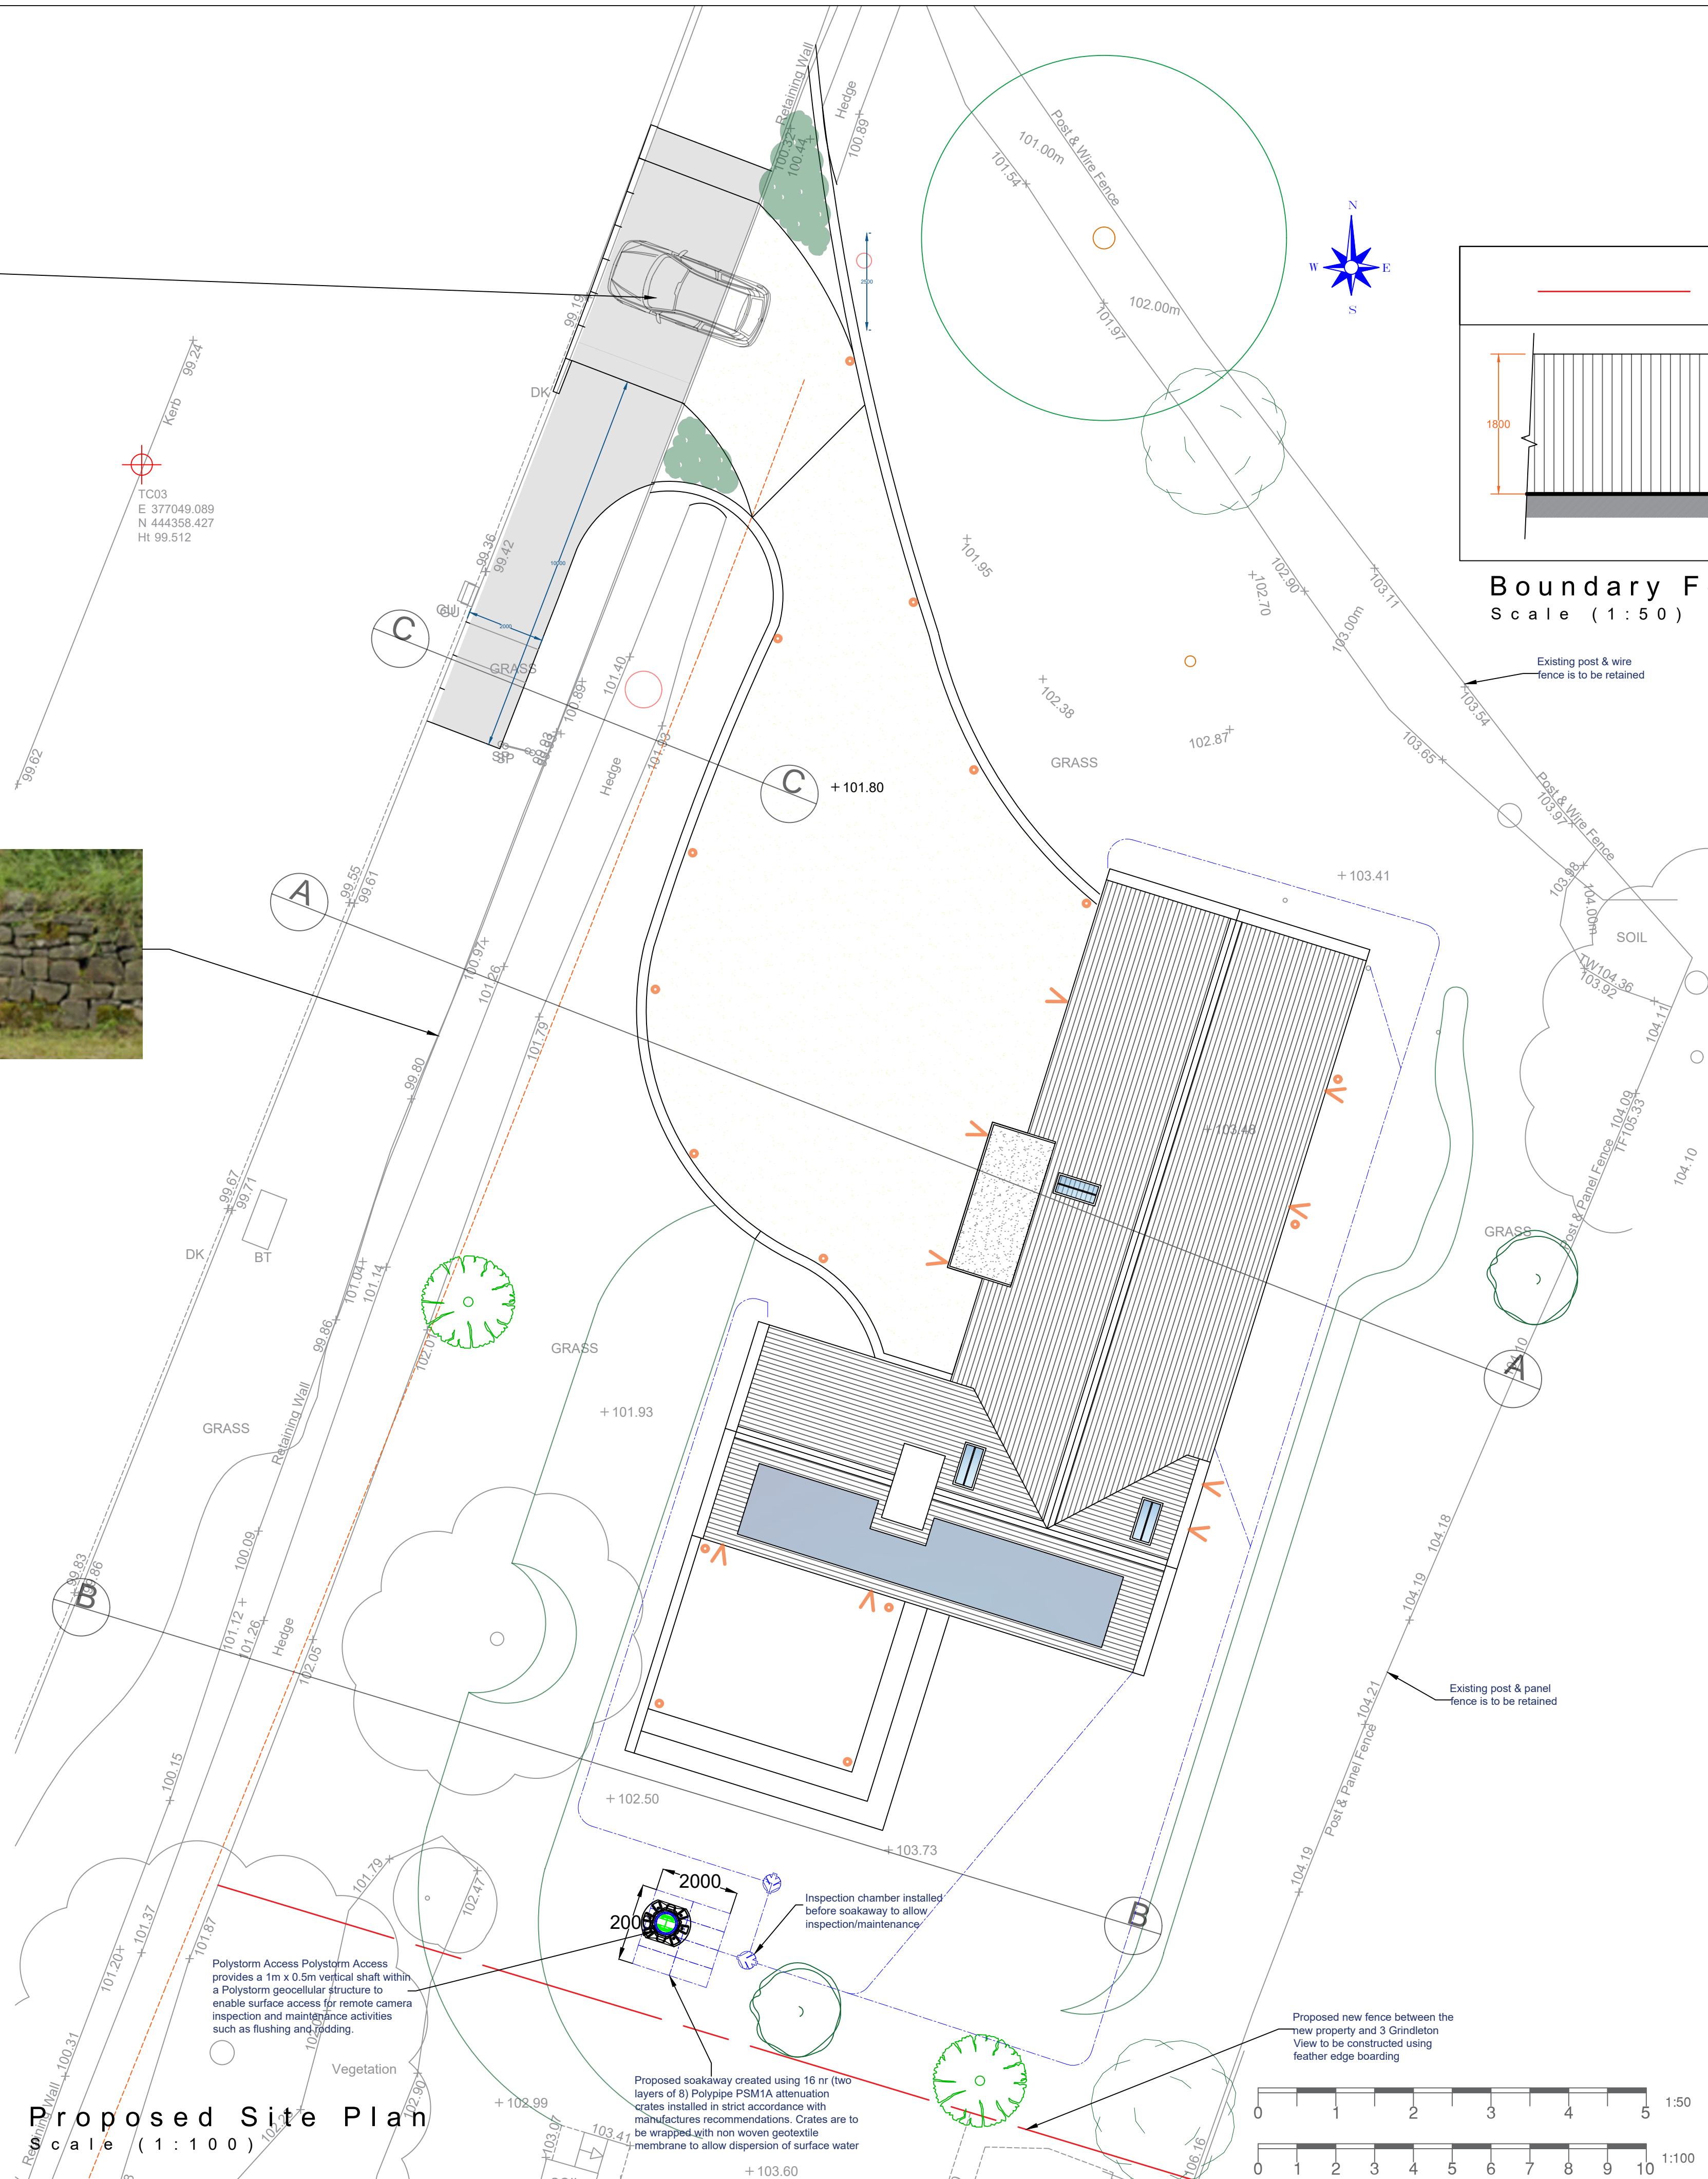 Retaining Wall
Hedge
100.32
100.44
100.89
Post & Wire Fence
101.00m
101.54
N
W
E
S
102.00m
101.97
2500
99.19
99.24
Kerb
DK
1800
TC03
E 377049.089
N 444358.427
Ht 99.512
99.36
99.42
10000
101.95
102.90
102.70
103.11
103.00m
Boundary F
Scale (1:50)
GU
GU
2000
C
GRASS
101.40
100.89
Existing post & wire
fence is to be retained
103.54
102.38
102.87
103.65
GRASS
SP
SP
99.62
Hedge
C
+101.80
Post & Wire Fence
103.97
99.55
99.61
A
+103.41
103.98
104.00m
SOIL
TW104.36
103.92
104.11
100.97
101.26
101.79
99.80
104.09
TF105.33
+103.48
104.10
99.67
99.71
Post & Panel Fence
GRASS
DK
BT
101.04
101.14
99.86
102.01
GRASS
A
+101.93
GRASS
Retaining Wall
100.09
104.18
99.83
99.86
B
104.19
101.12
101.26
Hedge
102.05
Existing post & panel
fence is to be retained
104.21
Post & Panel Fence
100.15
+102.50
+103.73
104.19
101.79
102.47
2000
Inspection chamber installed
before soakaway to allow
inspection/maintenance
B
101.37
101.20
101.87
Polystorm Access Polystorm Access
provides a 1m x 0.5m vertical shaft within
a Polystorm geocellular structure to
enable surface access for remote camera
inspection and maintenance activities
such as flushing and rodding.
Proposed new fence between the
new property and 3 Grindleton
View to be constructed using
feather edge boarding
100.31
Vegetation
Proposed soakaway created using 16 nr (two
layers of 8) Polypipe PSM1A attenuation
crates installed in strict accordance with
manufactures recommendations. Crates are to
be wrapped with non woven geotextile
membrane to allow dispersion of surface water
Retaining Wall
102.90
+102.99
103.07
103.41
+103.60
106.16
Proposed Site Plan
Scale (1:100)
0 1 2 3 4 5 1:50
0 1 2 3 4 5 6 7 8 9 10 1:100